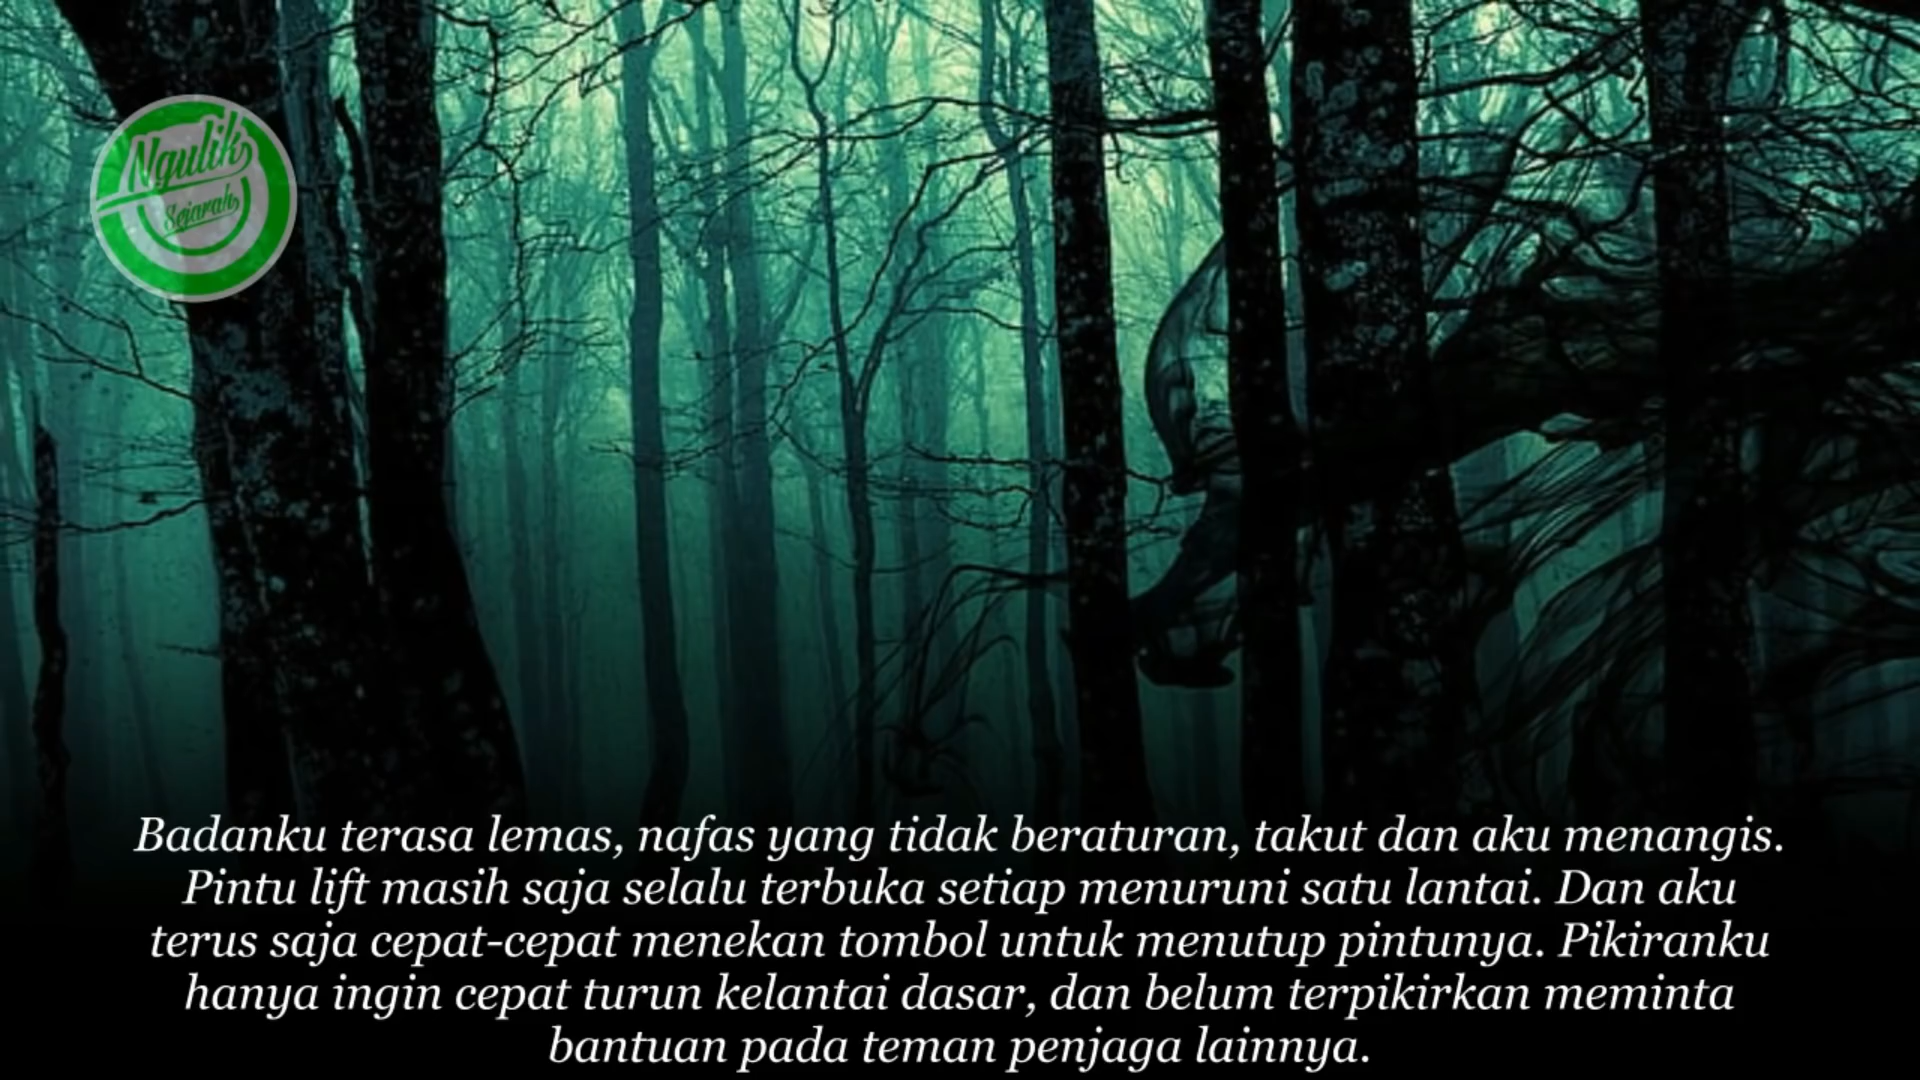 Ngulik
Sejarah
Badanku terasa lemas, nafas yang tidak beraturan, takut dan aku menangis.
Pintu lift masih saja selalu terbuka setiap menuruni satu lantai. Dan aku
terus saja cepat-cepat menekan tombol untuk menutup pintunya. Pikiranku
hanya ingin cepat turun kelantai dasar, dan belum terpikirkan meminta
bantuan pada teman penjaga lainnya.